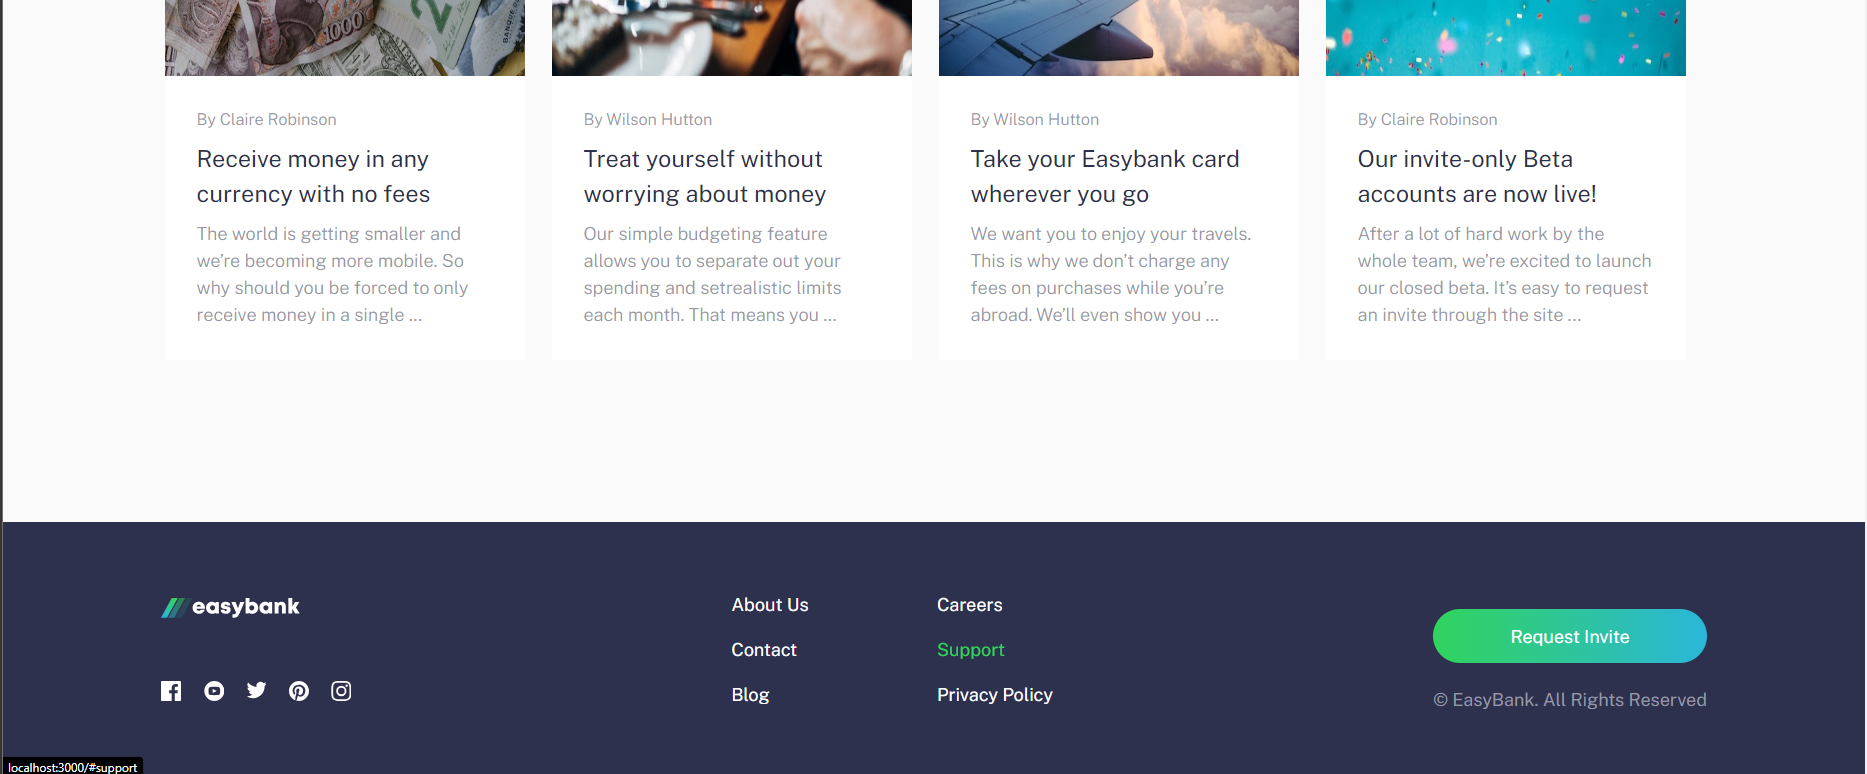 1000
2
BANQUE
By Claire Robinson
Receive money in any
currency with no fees
The world is getting smaller and
we’re becoming more mobile. So
why should you be forced to only
receive money in a single ...
By Wilson Hutton
Treat yourself without
worrying about money
Our simple budgeting feature
allows you to separate out your
spending and setrealistic limits
each month. That means you ...
By Wilson Hutton
Take your Easybank card
wherever you go
We want you to enjoy your travels.
This is why we don’t charge any
fees on purchases while you’re
abroad. We’ll even show you ...
By Claire Robinson
Our invite-only Beta
accounts are now live!
After a lot of hard work by the
whole team, we’re excited to launch
our closed beta. It’s easy to request
an invite through the site ...
easybank
About Us
Contact
Blog
Careers
Support
Privacy Policy
Request Invite
© EasyBank. All Rights Reserved
localhost:3000/#support